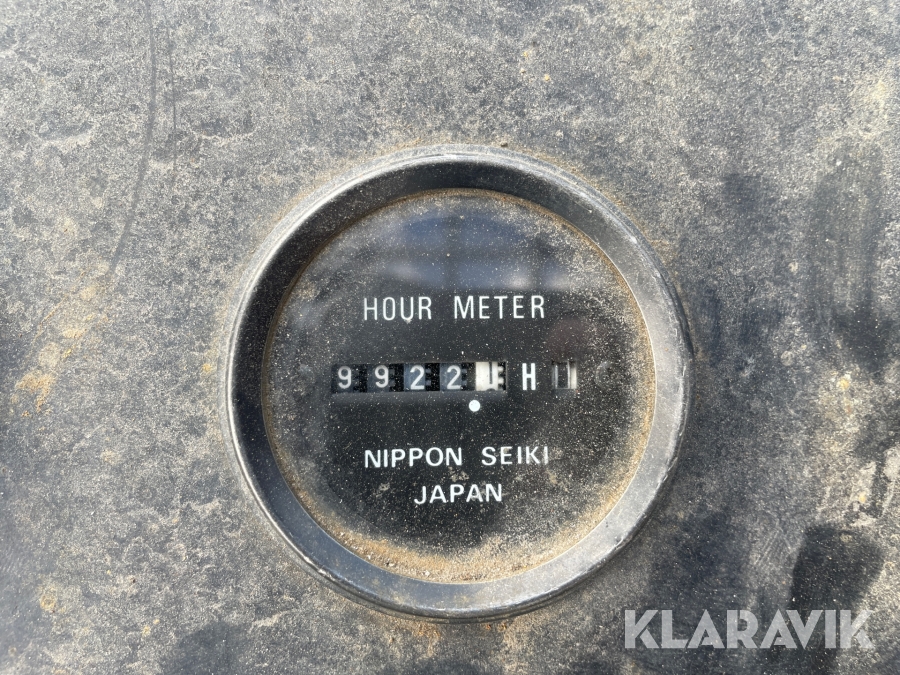 HOUR METER
9922 H
NIPPON SEIKI
JAPAN
KLARAVIK